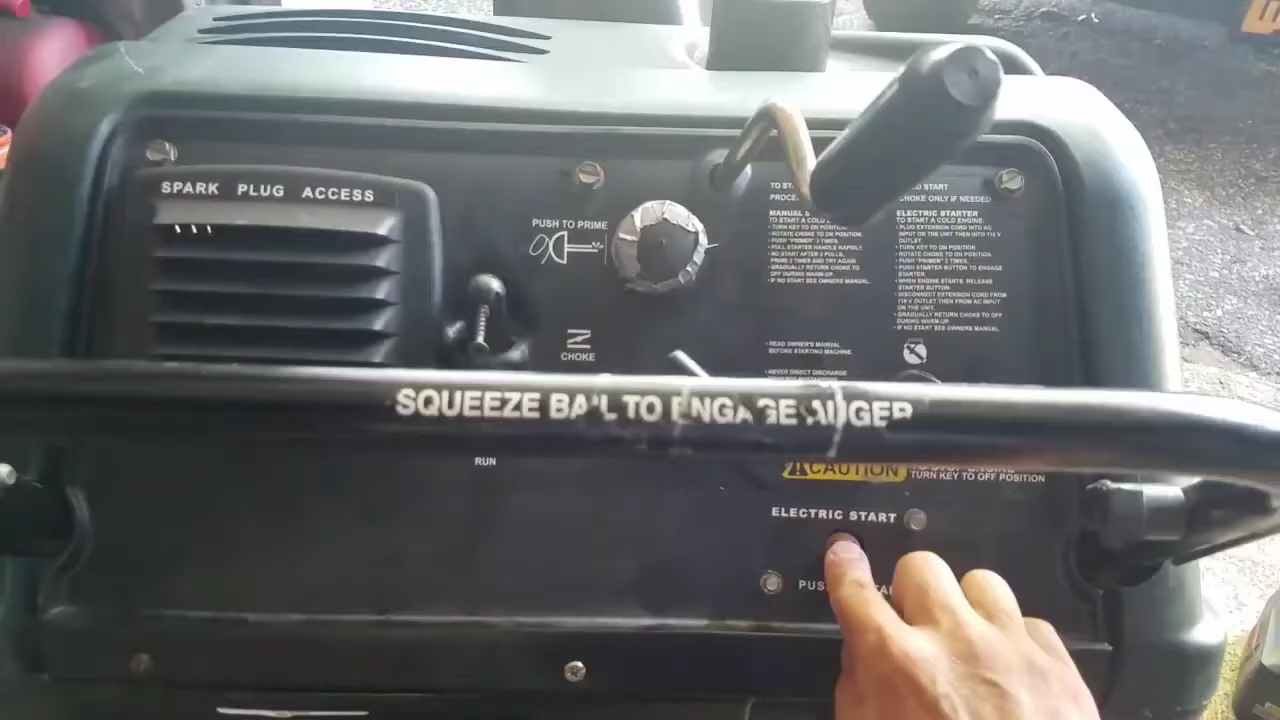 SPARK PLUG ACCESS
PUSH TO PRIME
CHOKE
TO
START
PROCE
CHOKE ONLY IF NEEDED
MANUAL
TO START A COLD
• TURN KEY TO ON POSITION.
• ROTATE CHOKE TO ON POSITION.
• PUSH "PRIMER" 3 TIMES.
• PULL STARTER HANDLE RAPIDLY.
• NO START AFTER 3 PULLS,
PRIME 2 TIMES AND TRY AGAIN
• GRADUALLY RETURN CHOKE TO
OFF DURING WARM-UP.
• IF NO START SEE OWNERS MANUAL.
ELECTRIC STARTER
TO START A COLD ENGINE:
• PLUG EXTENSION CORD INTO AC
INPUT ON THE UNIT THEN INTO 110 V
OUTLET.
• TURN KEY TO ON POSITION
• ROTATE CHOKE TO ON POSITION
• PUSH "PRIMER" 3 TIMES.
• PUSH STARTER BUTTON TO ENGAGE
STARTER.
• WHEN ENGINE STARTS, RELEASE
STARTER BUTTON
• DISCONNECT EXTENSION CORD FROM
110 V OUTLET THEN FROM AC INPUT
ON THE UNIT.
• GRADUALLY RETURN CHOKE TO OFF
DURING WARM-UP
• IF NO START SEE OWNERS MANUAL
• READ OWNER'S MANUAL
BEFORE STARTING MACHINE
• NEVER DIRECT DISCHARGE
SQUEEZE BAIL TO ENGAGE AUGER
RUN
CAUTION
TO STOP ENGINE
TURN KEY TO OFF POSITION
ELECTRIC START